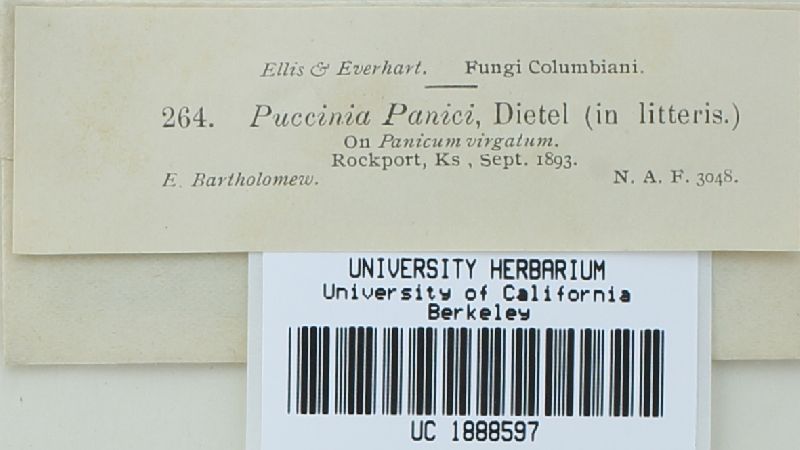 Ellis & Everhart. Fungi Columbiani.
264. Puccinia Panici, Dietel (in litteris.)
On Panicum virgatum.
Rockport, Ks , Sept. 1893.
E. Bartholomew. N. A. F. 3048.
UNIVERSITY HERBARIUM
University of California
Berkeley
UC 1888597